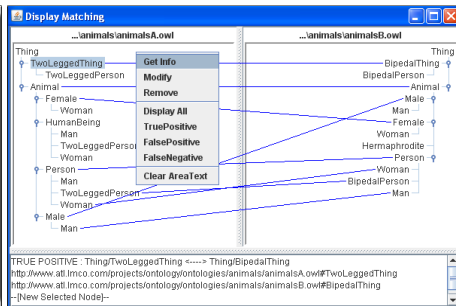 Display Matching
...\animals\animalsA.owl
...\animals\animalsB.owl
Thing
TwoLeggedThing
TwoLeggedPerson
Animal
Female
Woman
HumanBeing
Man
TwoLeggedPerson
Woman
Person
Man
TwoLeggedPerson
Woman
Male
Man
Get Info
Modify
Remove
Display All
TruePositive
FalsePositive
FalseNegative
Clear AreaText
Thing
BipedalThing
BipedalPerson
Animal
Male
Man
Female
Woman
Hermaphrodite
Person
Woman
BipedalPerson
Man
TRUE POSITIVE : Thing/TwoLeggedThing <----> Thing/BipedalThing
http://www.atl.lmco.com/projects/ontology/ontologies/animals/animalsA.owl#TwoLeggedThing
http://www.atl.lmco.com/projects/ontology/ontologies/animals/animalsB.owl#BipedalThing
--[New Selected Node]--